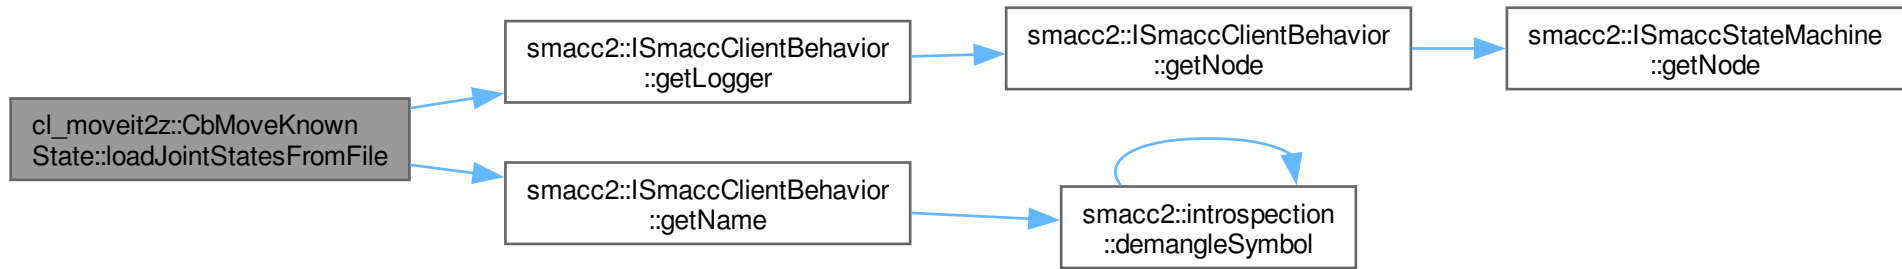 cl_moveit2z::CbMoveKnown
State::loadJointStatesFromFile
smacc2::ISmaccClientBehavior
::getLogger
smacc2::ISmaccClientBehavior
::getNode
smacc2::ISmaccStateMachine
::getNode
smacc2::ISmaccClientBehavior
::getName
smacc2::introspection
::demangleSymbol